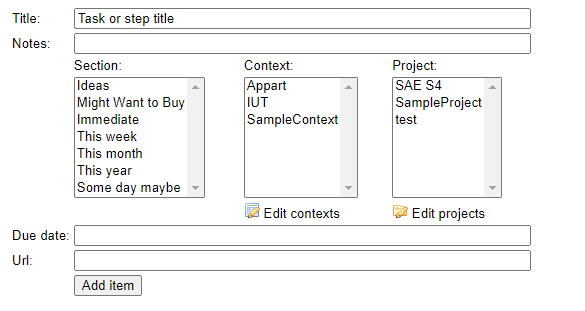 Title: Task or step title
Notes:
Section: Context: Project:
Ideas Appart SAE S4
Might Want to Buy IUT SampleProject
Immediate SampleContext test
This week
This month
This year
Some day maybe
Edit contexts Edit projects
Due date:
Url:
Add item